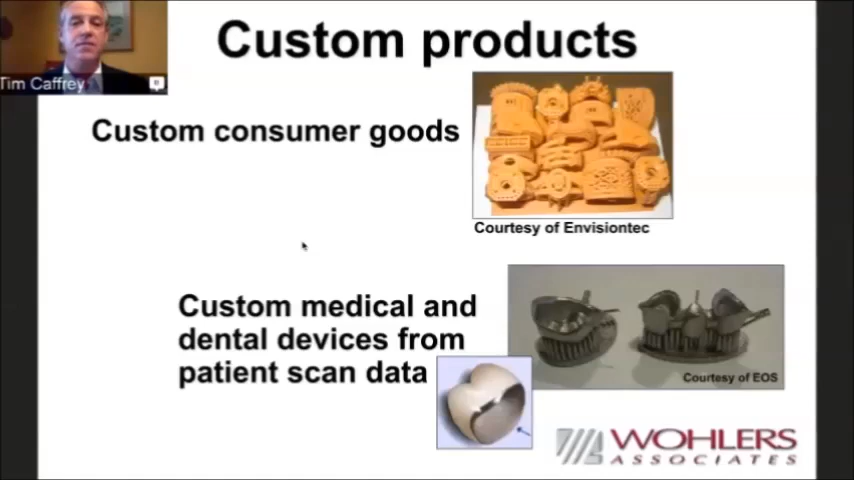 Custom products
Tim Caffrey
Custom consumer goods
Courtesy of Envisiontec
Custom medical and
dental devices from
patient scan data
Courtesy of EOS
WOHLERS
ASSOCIATES